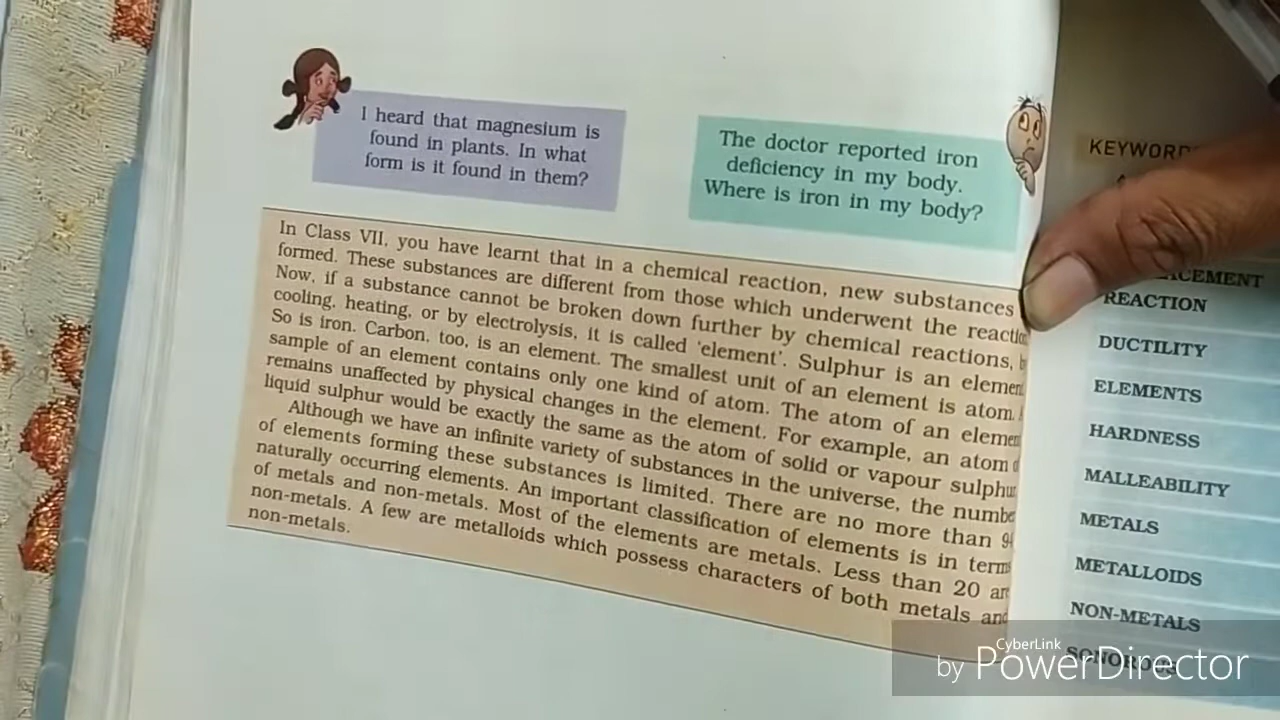 I heard that magnesium is
found in plants. In what
form is it found in them?
The doctor reported iron
deficiency in my body.
Where is iron in my body?
In Class VII, you have learnt that in a chemical reaction, new substances
formed. These substances are different from those which underwent the
Now, if a substance cannot be broken down further by chemical reactions,
cooling, heating, or by electrolysis, it is called ‘element’. Sulphur is an
So is iron. Carbon, too, is an element. The smallest unit of an element is atom.
sample of an element contains only one kind of atom. The atom of an
remains unaffected by physical changes in the element. For example, an atom
liquid sulphur would be exactly the same as the atom of solid or vapour
Although we have an infinite variety of substances in the universe, the
of elements forming these substances is limited. There are no more than
naturally occurring elements. An important classification of elements is in
of metals and non-metals. Most of the elements are metals. Less than 20
non-metals. A few are metalloids which possess characters of both metals and
non-metals.
REACTION
DUCTILITY
ELEMENTS
HARDNESS
MALLEABILITY
METALS
METALLOIDS
NON-METALS
SONOROUS
CyberLink
by PowerDirector